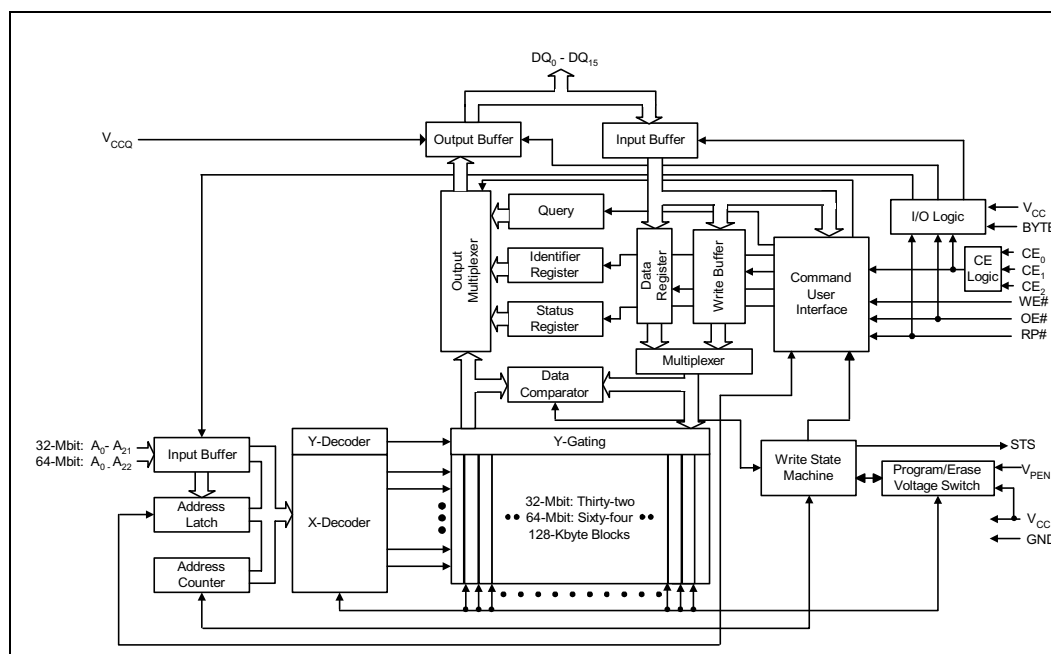 DQ0 - DQ15
VCCQ
Output Buffer
Input Buffer
Output
Multiplexer
Query
Identifier
Register
Status
Register
Data
Register
Write Buffer
Multiplexer
Data
Comparator
Command
User
Interface
I/O Logic
VCC
BYTE
CE
Logic
CE0
CE1
CE2
WE#
OE#
RP#
32-Mbit: A0- A21
64-Mbit: A0 - A22
Input Buffer
Address
Latch
Address
Counter
Y-Decoder
X-Decoder
Y-Gating
32-Mbit: Thirty-two
64-Mbit: Sixty-four
128-Kbyte Blocks
Write State
Machine
STS
Program/Erase
Voltage Switch
VPEN
VCC
GND